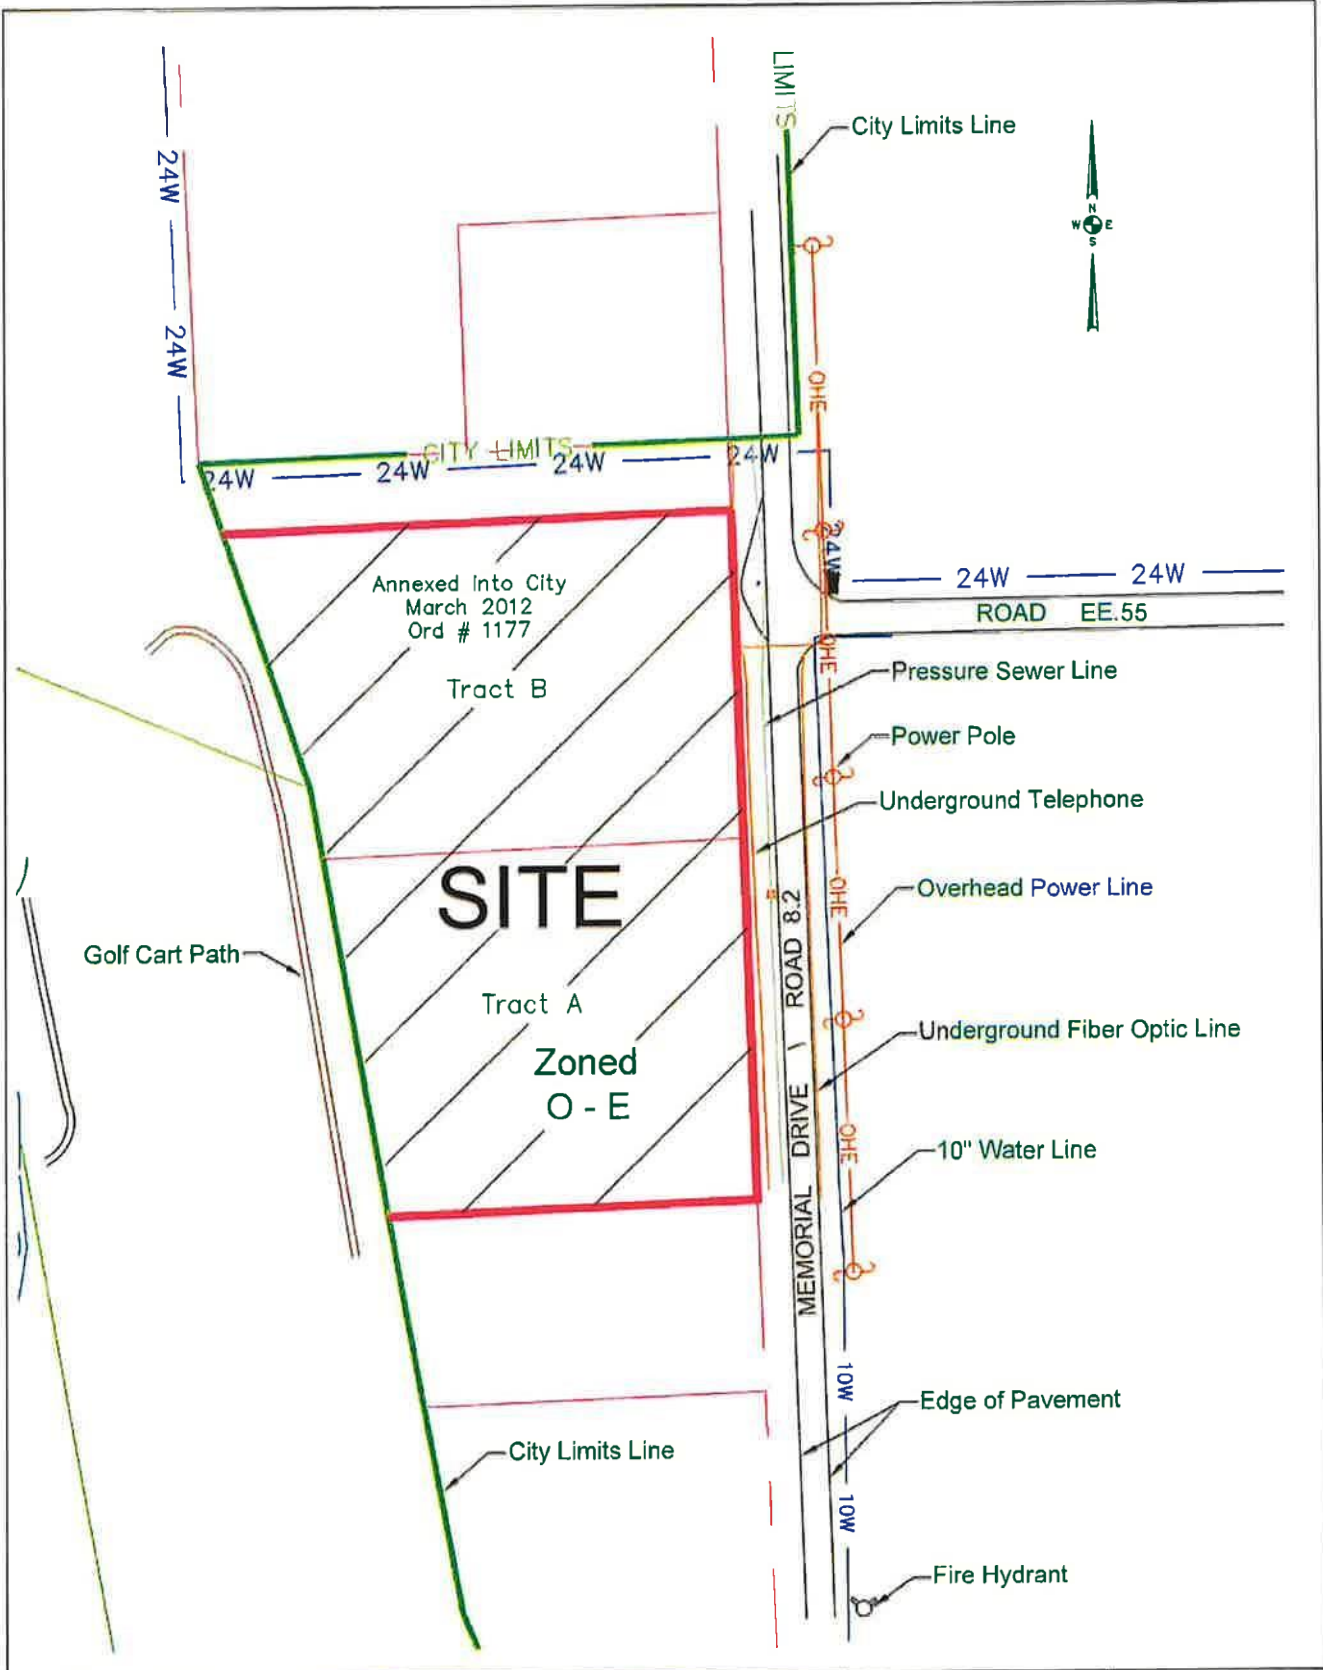 LIMITS
City Limits Line
N
W E
S
24W
24W
OHE
CITY LIMITS
24W
24W
24W
24W
24W
24W
24W
ROAD EE.55
Annexed Into City
March 2012
Ord # 1177
Tract B
OHE
Pressure Sewer Line
Power Pole
Underground Telephone
SITE
OHE
Overhead Power Line
Golf Cart Path
Tract A
Zoned
O - E
MEMORIAL DRIVE \ ROAD 8.2
Underground Fiber Optic Line
OHE
10" Water Line
10W
Edge of Pavement
City Limits Line
10W
Fire Hydrant